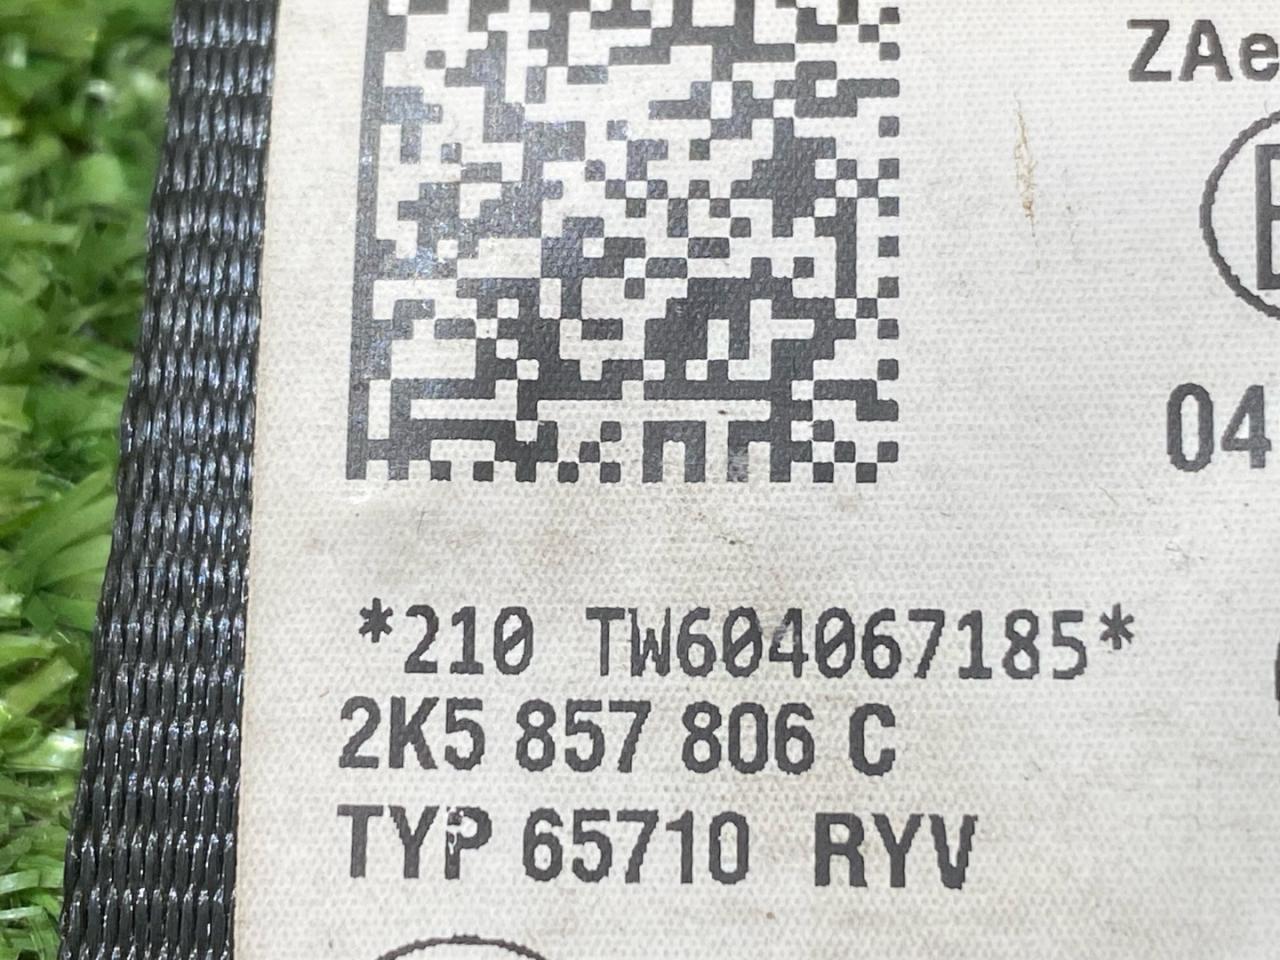 ZAe
E
04
*210 TW604067185*
2K5 857 806 C
TYP 65710 RYV